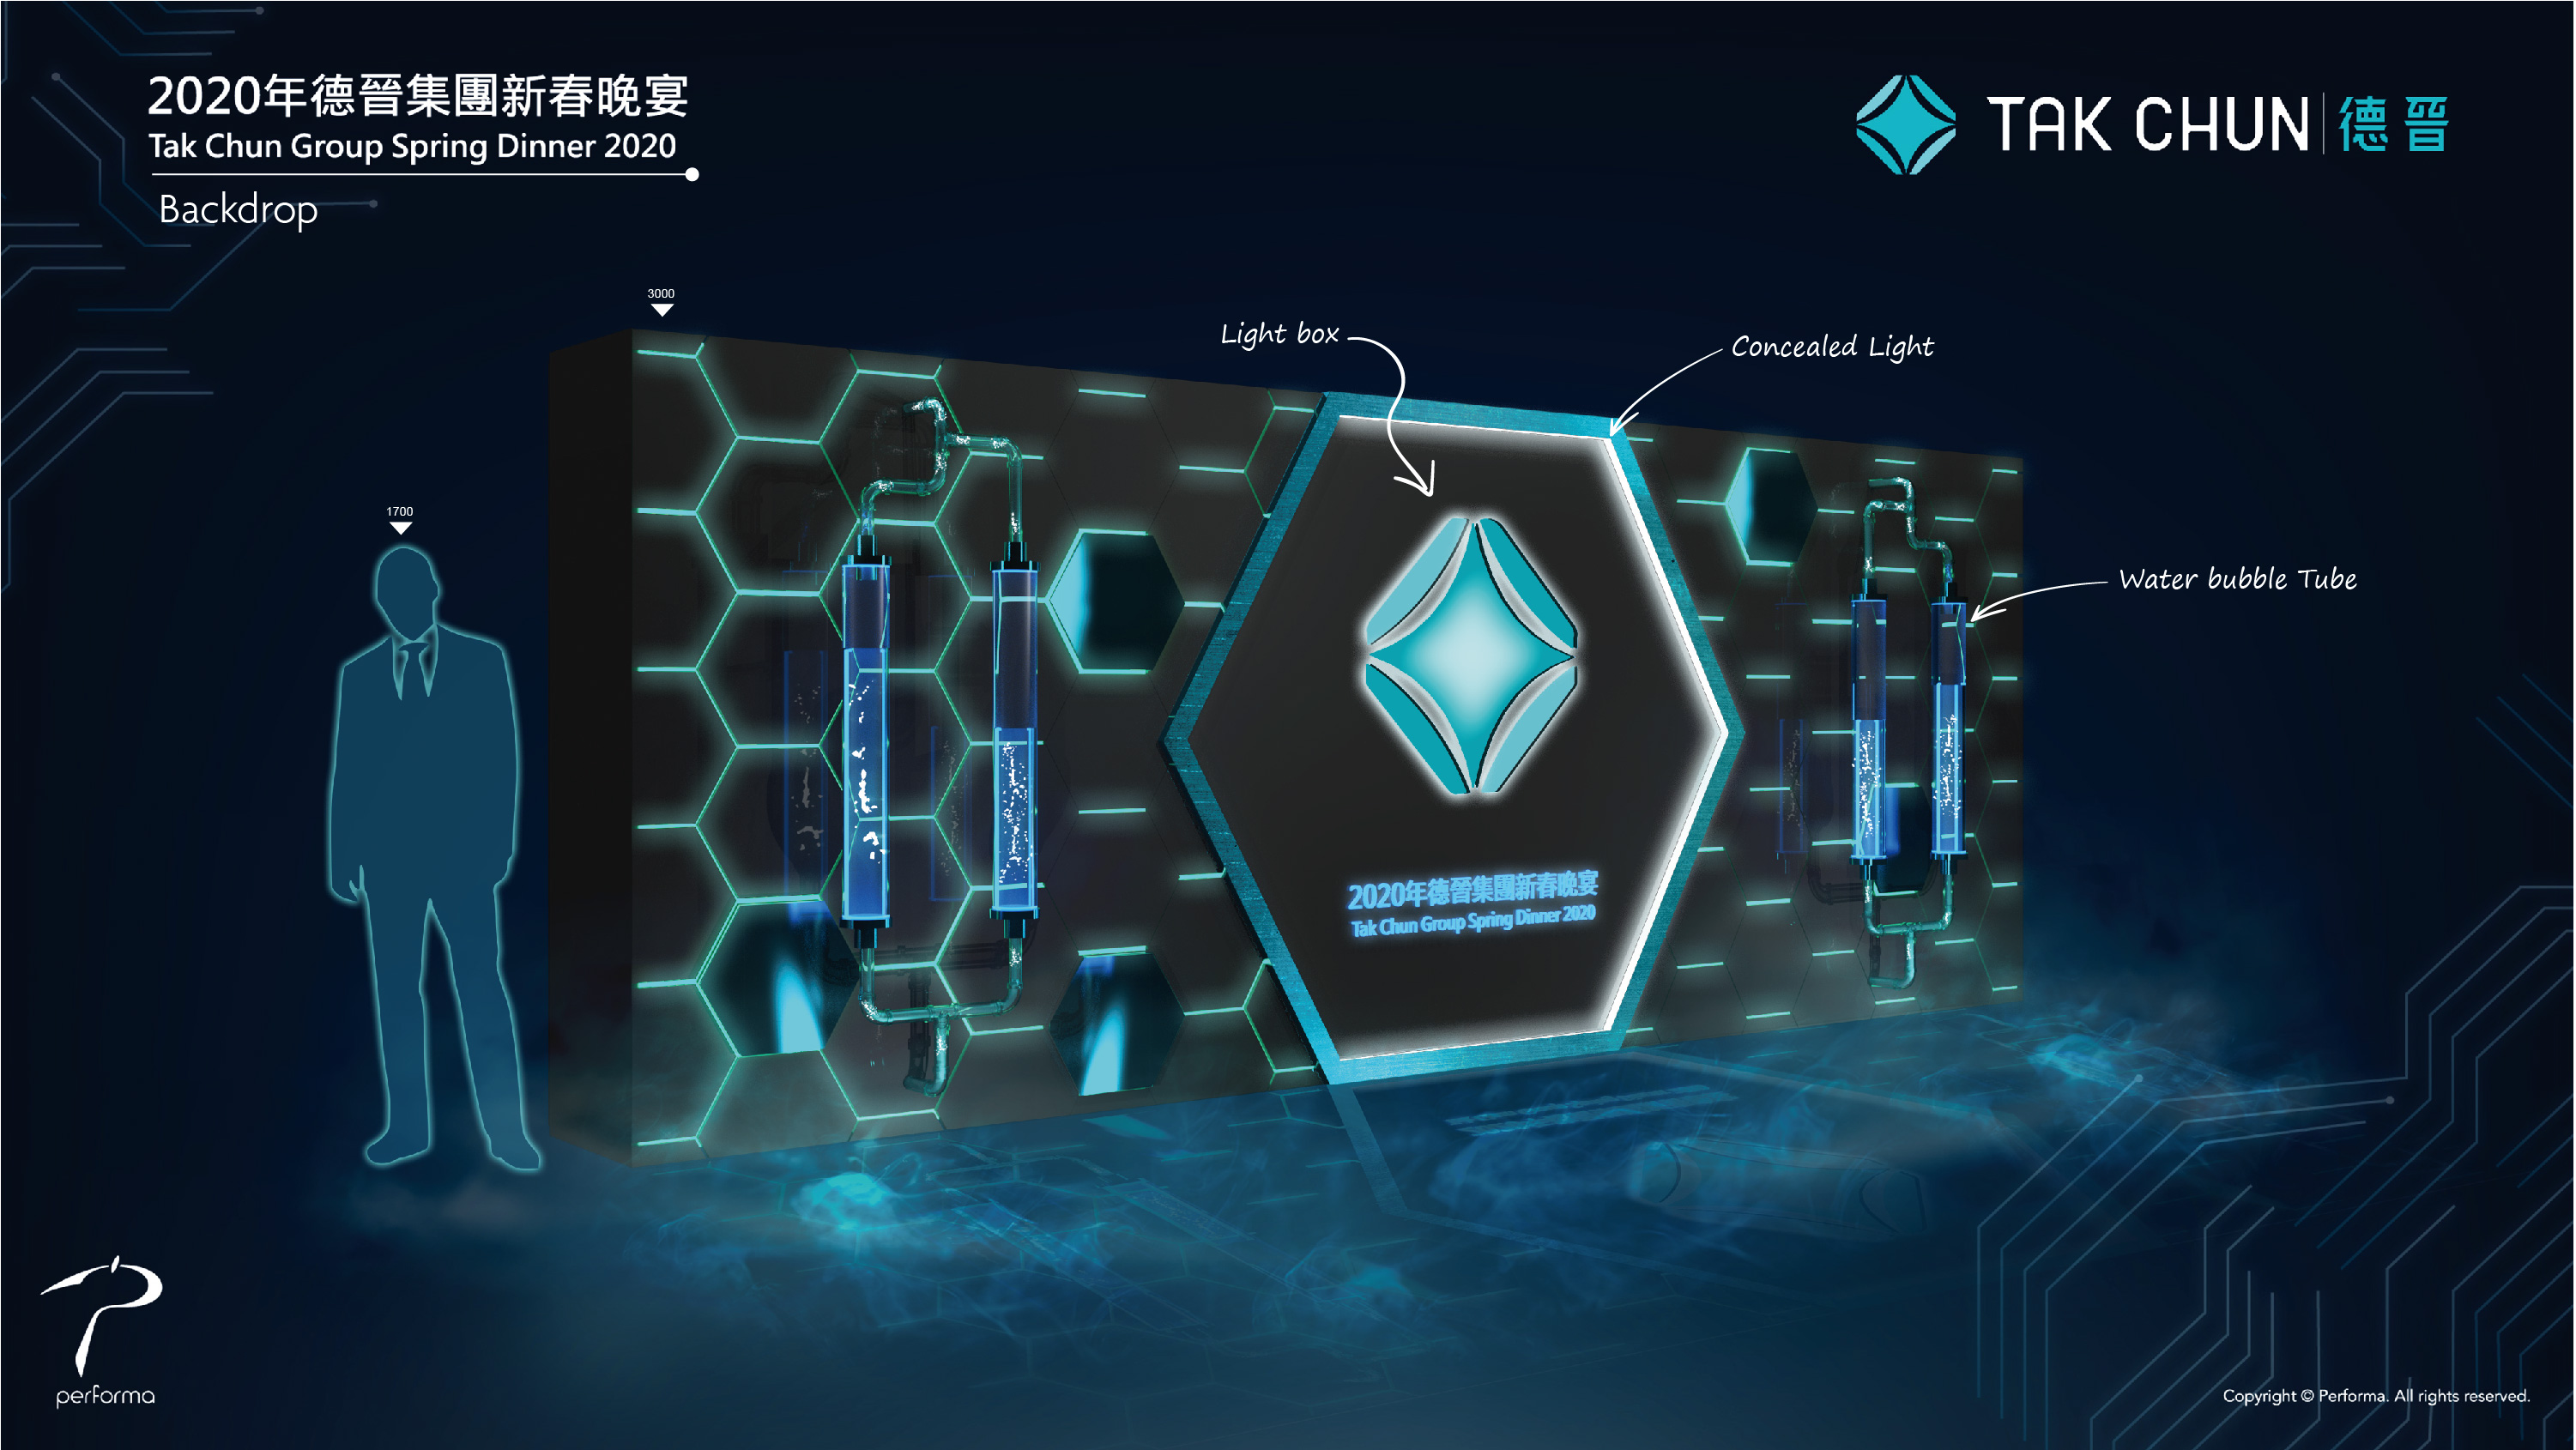 2020年德晉集團新春晚宴
Tak Chun Group Spring Dinner 2020
Backdrop
TAK CHUN 德晉
3000
Light box
Concealed Light
1700
Water bubble Tube
2020年德晉集團新春晚宴
Tak Chun Group Spring Dinner 2020
performa
Copyright © Performa. All rights reserved.